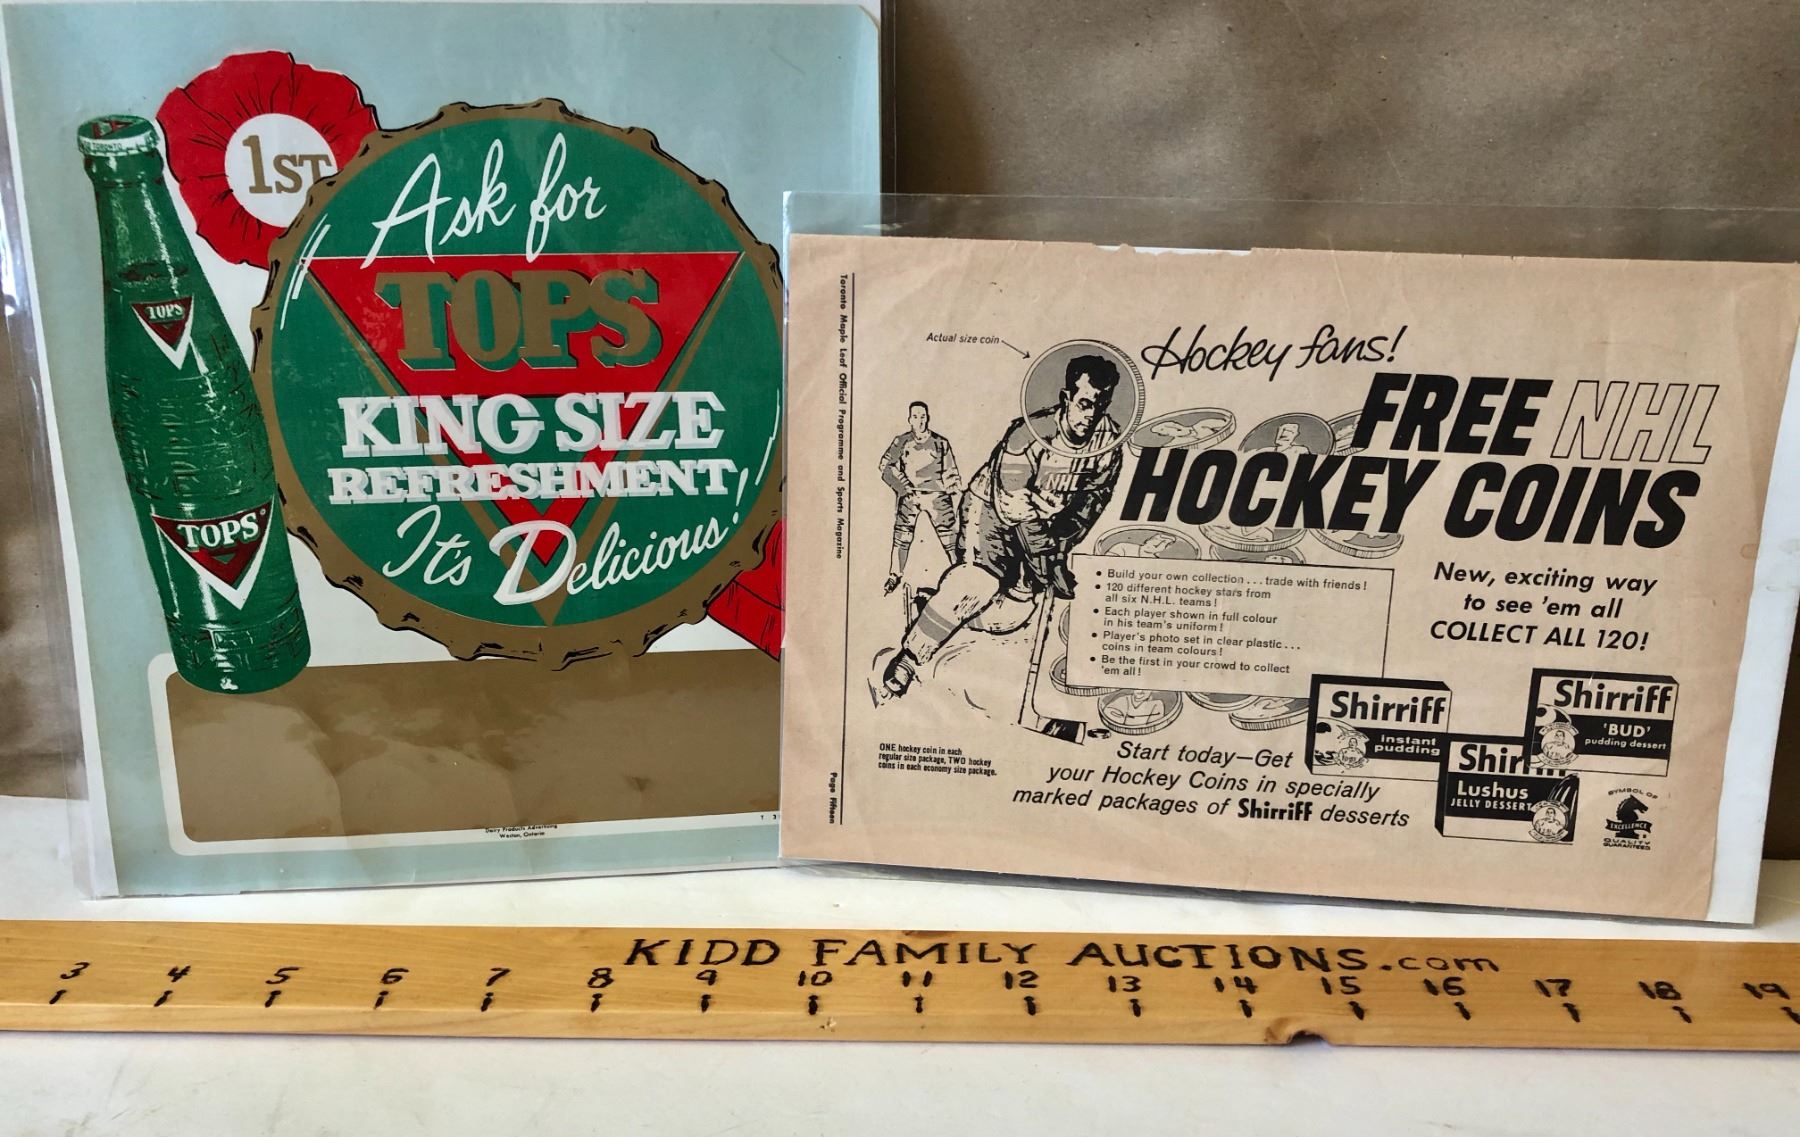 1ST
TORONTO
Ask for
TOPS
KING SIZE
REFRESHMENT!
It's Delicious!
TOPS
TOPS
Dairy Products Advertising
Weston, Ontario
Toronto Maple Leaf Official Programme and Sports Magazine
Page Fifteen
Actual size coin
Hockey fans!
FREE NHL
HOCKEY COINS
NHL
New, exciting way
to see 'em all
COLLECT ALL 120!
• Build your own collection . . . trade with friends!
• 120 different hockey stars from
all six N.H.L. teams!
• Each player shown in full colour
in his team's uniform!
• Player's photo set in clear plastic . . .
coins in team colours!
• Be the first in your crowd to collect
'em all!
ONE hockey coin in each
regular size package, TWO hockey
coins in each economy size package.
Start today—Get
your Hockey Coins in specially
marked packages of Shirriff desserts
Shirriff
instant
pudding
Shirriff
'BUD'
pudding dessert
Shirr
Lushus
JELLY DESSERT
SYMBOL OF
EXCELLENCE
QUALITY
GUARANTEED
KIDD FAMILY AUCTIONS.com
3 4 5 6 7 8 9 10 11 12 13 14 15 16 17 18 19